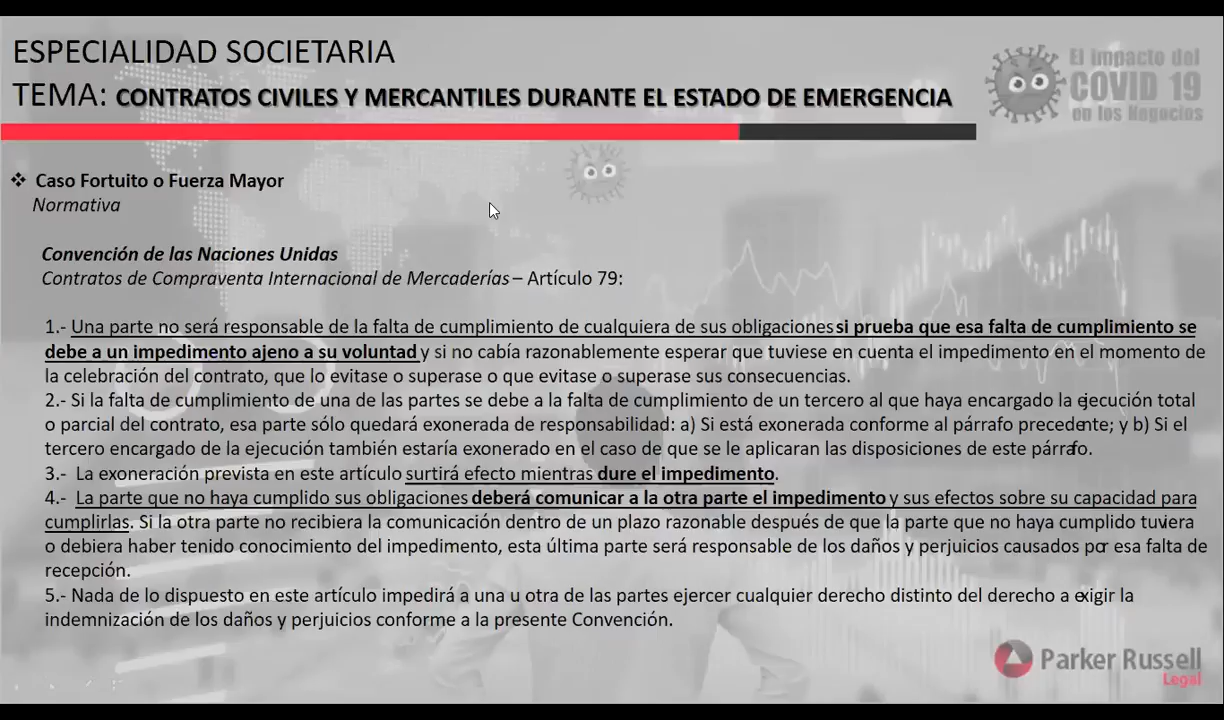 ESPECIALIDAD SOCIETARIA
TEMA: CONTRATOS CIVILES Y MERCANTILES DURANTE EL ESTADO DE EMERGENCIA
El impacto del
COVID 19
en los Negocios
❖ Caso Fortuito o Fuerza Mayor
Normativa
Convención de las Naciones Unidas
Contratos de Compraventa Internacional de Mercaderías – Artículo 79:
1.- Una parte no será responsable de la falta de cumplimiento de cualquiera de sus obligaciones si prueba que esa falta de cumplimiento se
debe a un impedimento ajeno a su voluntad y si no cabía razonablemente esperar que tuviese en cuenta el impedimento en el momento de
la celebración del contrato, que lo evitase o superase o que evitase o superase sus consecuencias.
2.- Si la falta de cumplimiento de una de las partes se debe a la falta de cumplimiento de un tercero al que haya encargado la ejecución total
o parcial del contrato, esa parte sólo quedará exonerada de responsabilidad: a) Si está exonerada conforme al párrafo precedente; y b) Si el
tercero encargado de la ejecución también estaría exonerado en el caso de que se le aplicaran las disposiciones de este párrafo.
3.- La exoneración prevista en este artículo surtirá efecto mientras dure el impedimento.
4.- La parte que no haya cumplido sus obligaciones deberá comunicar a la otra parte el impedimento y sus efectos sobre su capacidad para
cumplirlas. Si la otra parte no recibiera la comunicación dentro de un plazo razonable después de que la parte que no haya cumplido tuviera
o debiera haber tenido conocimiento del impedimento, esta última parte será responsable de los daños y perjuicios causados por esa falta de
recepción.
5.- Nada de lo dispuesto en este artículo impedirá a una u otra de las partes ejercer cualquier derecho distinto del derecho a exigir la
indemnización de los daños y perjuicios conforme a la presente Convención.
Parker Russell
Legal